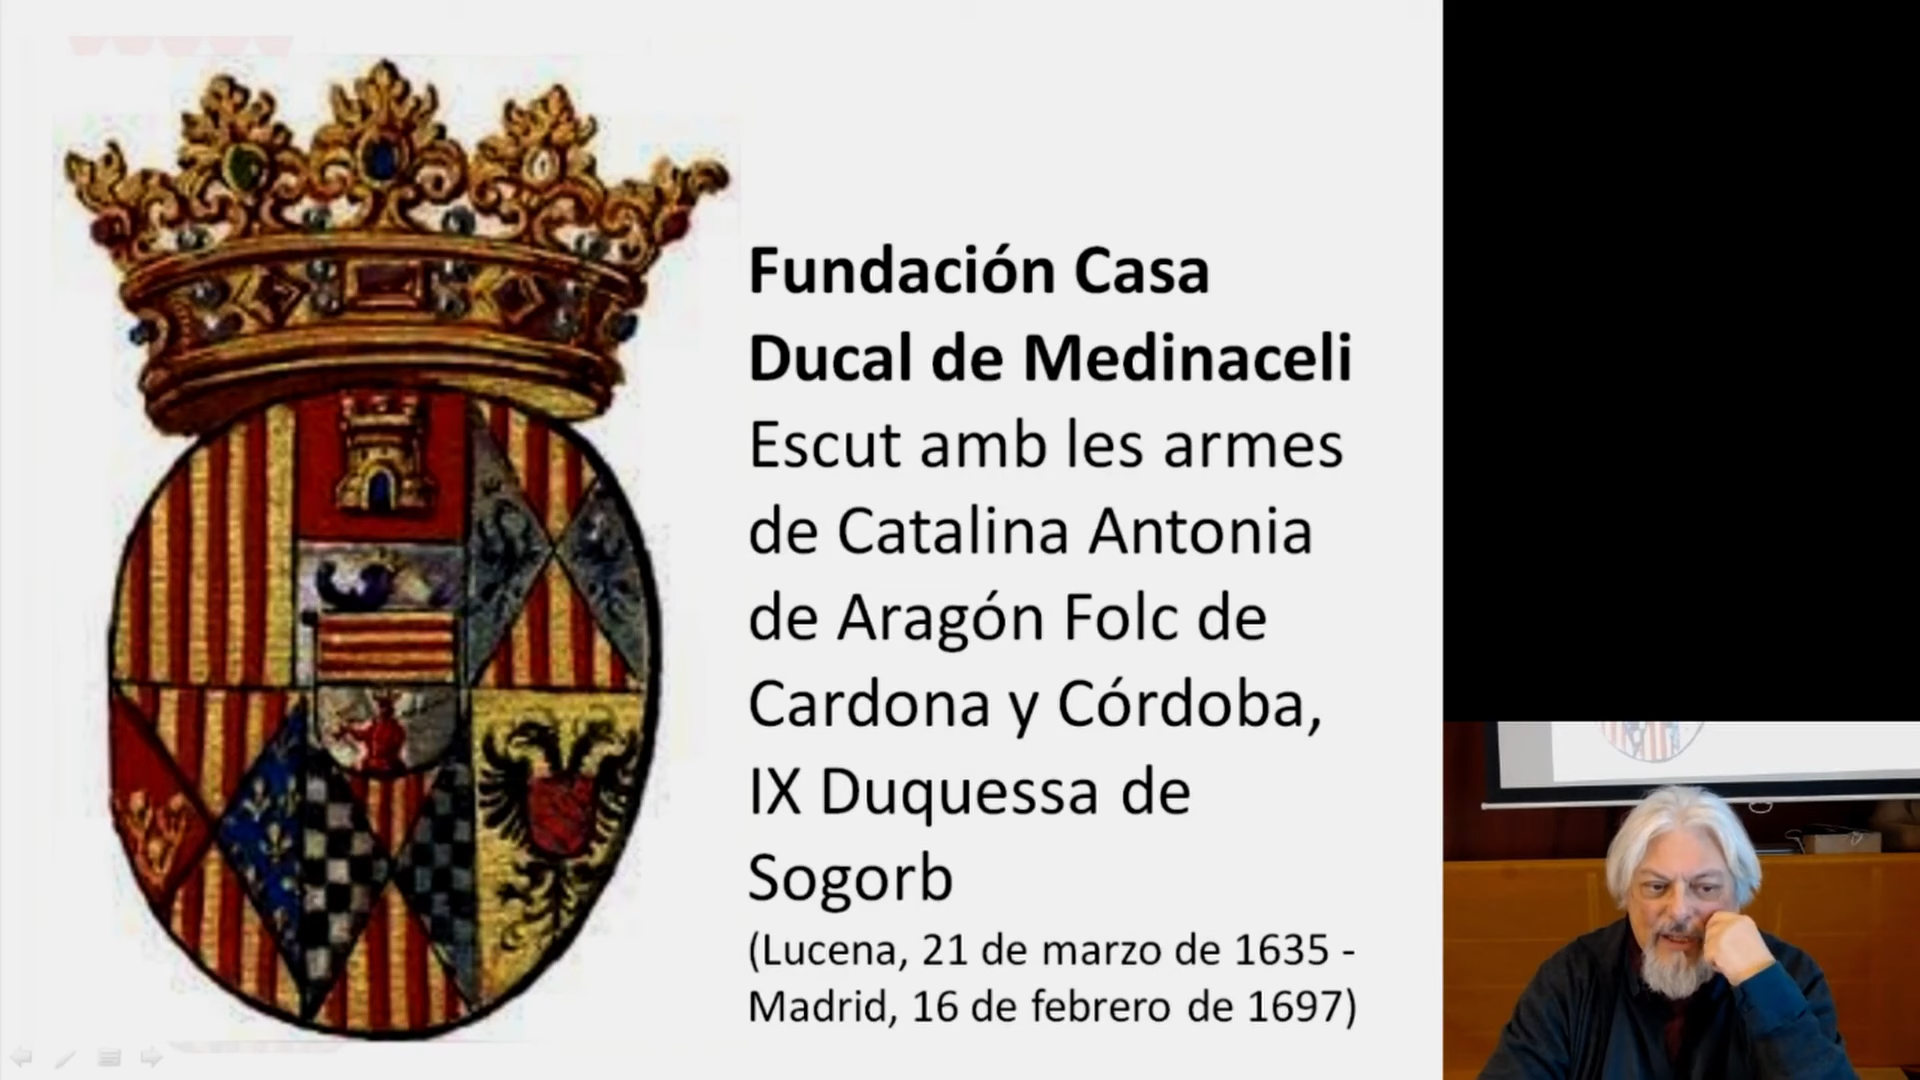 Fundación Casa
Ducal de Medinaceli
Escut amb les armes
de Catalina Antonia
de Aragón Folc de
Cardona y Córdoba,
IX Duquessa de
Sogorb
(Lucena, 21 de marzo de 1635 -
Madrid, 16 de febrero de 1697)